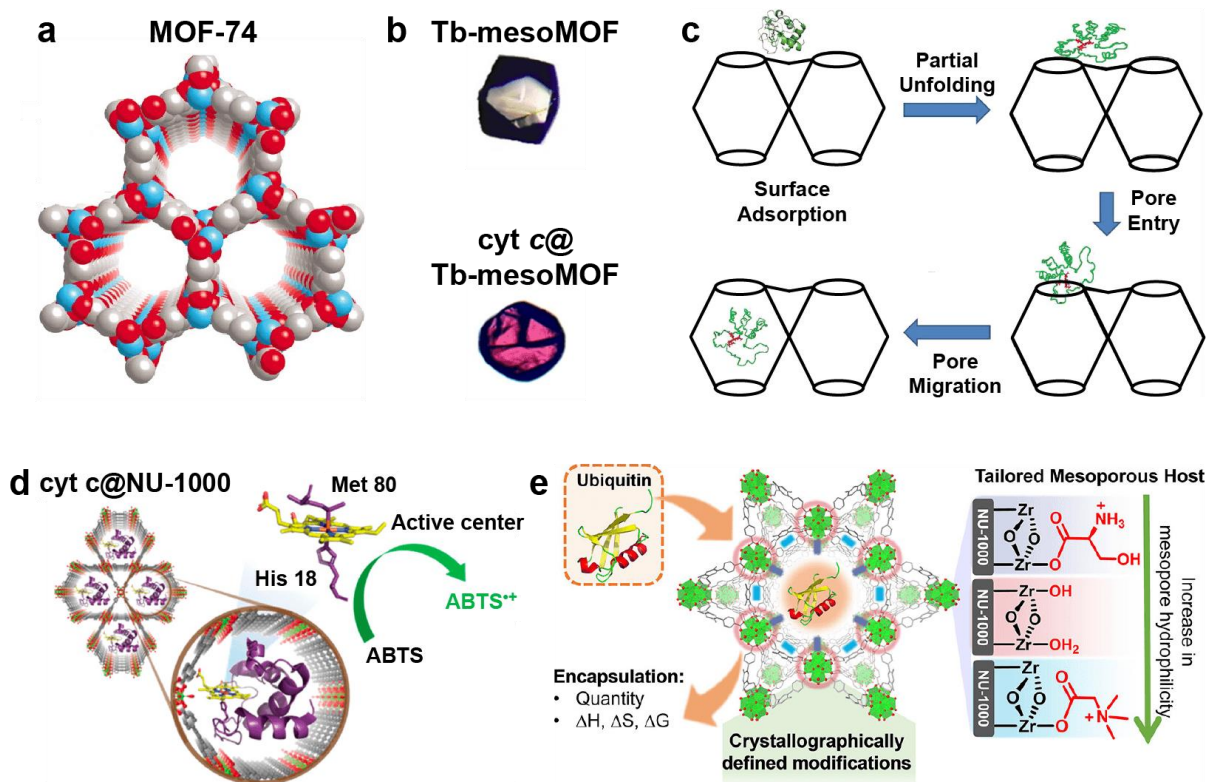 a
MOF-74
b
Tb-mesoMOF
cyt c@
Tb-mesoMOF
c
Partial
Unfolding
Surface
Adsorption
Pore
Entry
Pore
Migration
d
cyt c@NU-1000
Met 80
Active center
His 18
ABTS•+
ABTS
e
Ubiquitin
Encapsulation:
• Quantity
• ΔH, ΔS, ΔG
Crystallographically
defined modifications
Tailored Mesoporous Host
NU-1000
Zr
O
O
Zr
O
O
+
NH3
OH
NU-1000
Zr
OH
O
O
Zr
OH2
NU-1000
Zr
O
O
Zr
O
O
N
+
Increase in
mesopore hydrophilicity